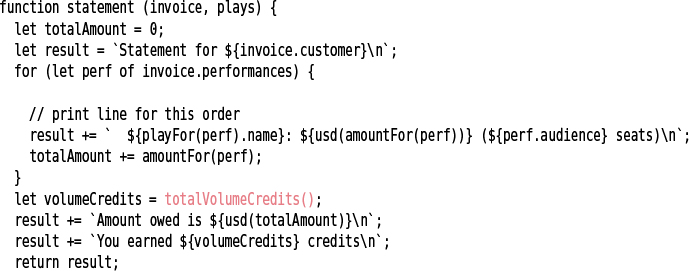 function statement (invoice, plays) {
  let totalAmount = 0;
  let result = `Statement for ${invoice.customer}\n`;
  for (let perf of invoice.performances) {

    // print line for this order
    result += `  ${playFor(perf).name}: ${usd(amountFor(perf))} (${perf.audience} seats)\n`;
    totalAmount += amountFor(perf);
  }
  let volumeCredits = totalVolumeCredits();
  result += `Amount owed is ${usd(totalAmount)}\n`;
  result += `You earned ${volumeCredits} credits\n`;
  return result;